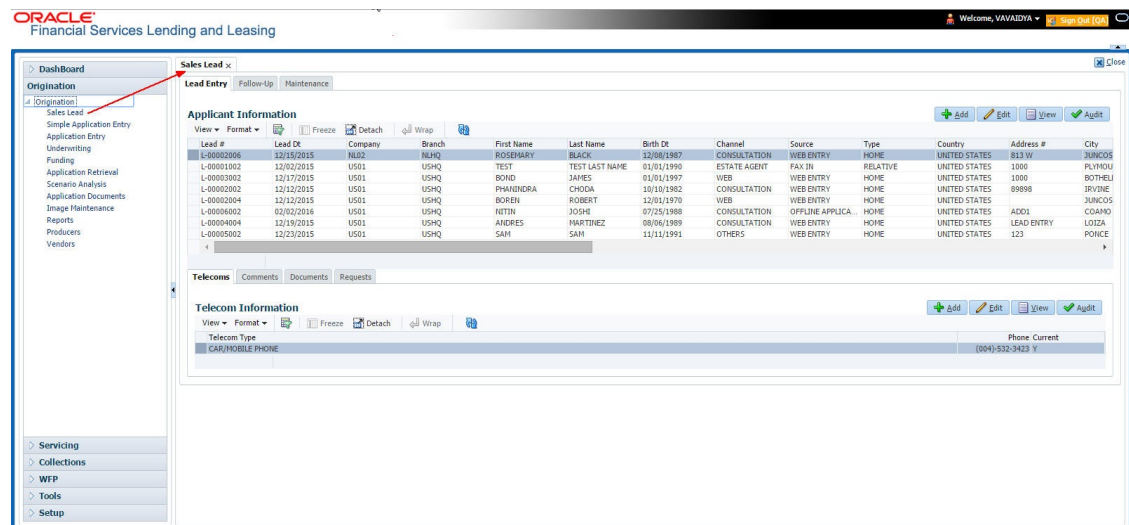 ORACLE
Financial Services Lending and Leasing
Welcome, VAVAIDYA
Sign Out [QA]
Close
DashBoard
Origination
Origination
Sales Lead
Simple Application Entry
Application Entry
Underwriting
Funding
Application Retrieval
Scenario Analysis
Application Documents
Image Maintenance
Reports
Producers
Vendors
Servicing
Collections
WFP
Tools
Setup
Sales Lead x
Lead Entry Follow-Up Maintenance
Applicant Information
Add Edit View Audit
View Format Freeze Detach Wrap
Lead # Lead Dt Company Branch First Name Last Name Birth Dt Channel Source Type Country Address # City
L-00002006 12/15/2015 NL02 NLHQ ROSEMARY BLACK 12/08/1987 CONSULTATION WEB ENTRY HOME UNITED STATES 813 W JUNCOS
L-00001002 12/02/2015 US01 USHQ TEST TEST LAST NAME 01/01/1990 ESTATE AGENT FAX IN RELATIVE UNITED STATES 1000 PLYMOU
L-00003002 12/17/2015 US01 USHQ BOND JAMES 01/01/1997 WEB WEB ENTRY HOME UNITED STATES 1000 BOTHELL
L-00002002 12/12/2015 US01 USHQ PHANINDRA CHODA 10/10/1982 CONSULTATION WEB ENTRY HOME UNITED STATES 89898 IRVINE
L-00002004 12/12/2015 US01 USHQ BOREN ROBERT 12/01/1970 WEB WEB ENTRY HOME UNITED STATES JUNCOS
L-00006002 02/02/2016 US01 USHQ NITIN JOSHI 07/25/1988 CONSULTATION OFFLINE APPLICA... HOME UNITED STATES ADD1 COAMO
L-00004004 12/19/2015 US01 USHQ ANDRES MARTINEZ 08/06/1989 CONSULTATION WEB ENTRY HOME UNITED STATES LEAD ENTRY LOIZA
L-00005002 12/23/2015 US01 USHQ SAM SAM 11/11/1991 OTHERS WEB ENTRY HOME UNITED STATES 123 PONCE
Telecoms Comments Documents Requests
Telecom Information
Add Edit View Audit
View Format Freeze Detach Wrap
Telecom Type Phone Current
CAR/MOBILE PHONE (004)-532-3423 Y